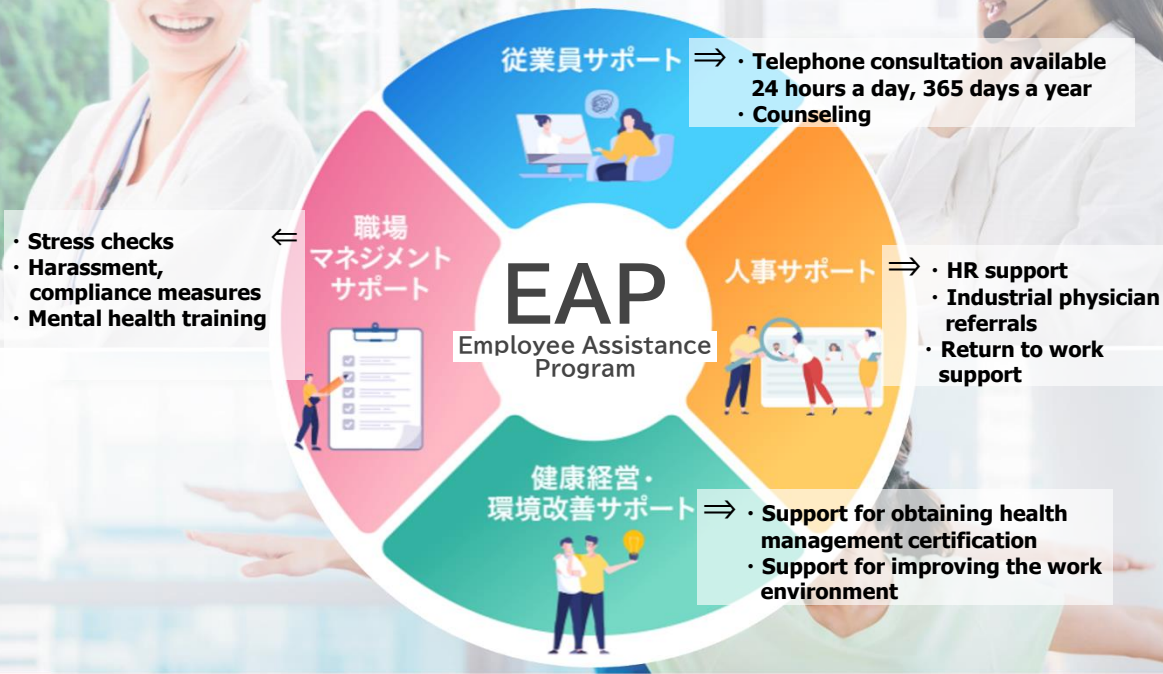 従業員サポート
⇒ ・Telephone consultation available
24 hours a day, 365 days a year
・Counseling
職場
マネジメント
サポート
⇐
・Stress checks
・Harassment,
compliance measures
・Mental health training
EAP
Employee Assistance
Program
人事サポート
⇒ ・HR support
・Industrial physician
referrals
・Return to work
support
健康経営・
環境改善サポート
⇒ ・Support for obtaining health
management certification
・Support for improving the work
environment